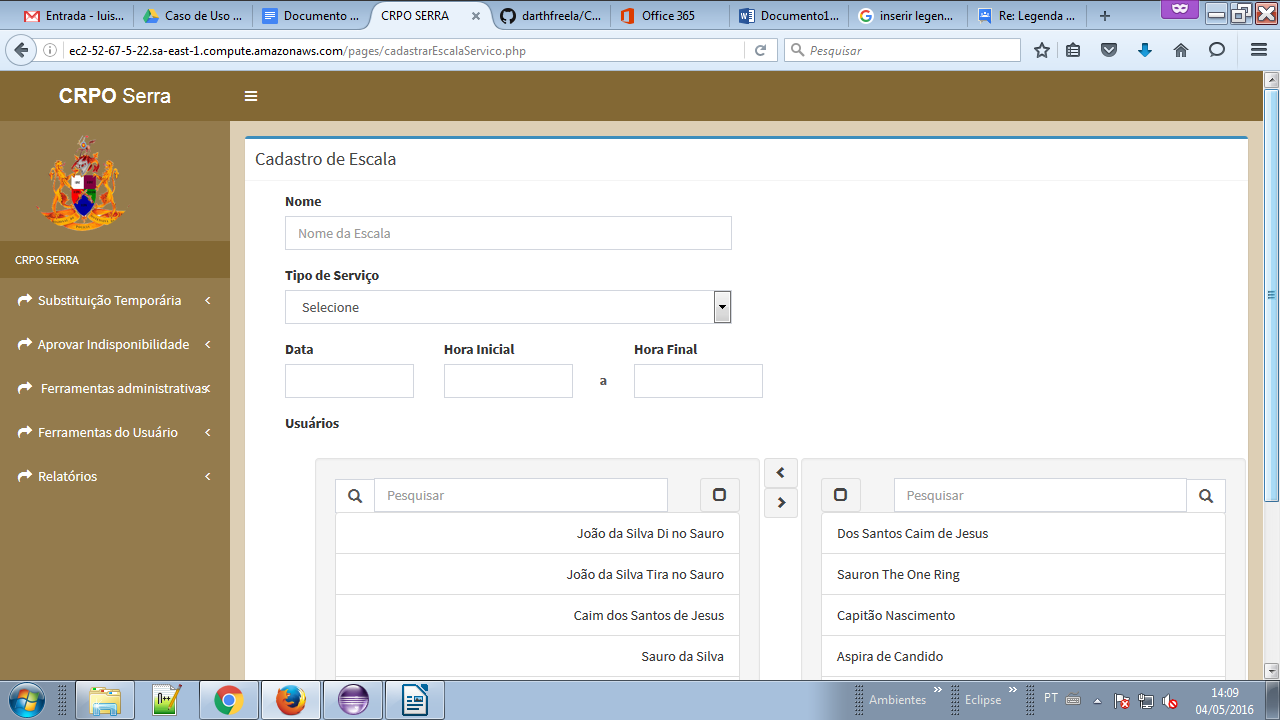 Entrada - luis...
Caso de Uso ...
Documento ...
CRPO SERRA
darthfreela/C...
Office 365
Documento1...
inserir legen...
Re: Legenda ...
ec2-52-67-5-22.sa-east-1.compute.amazonaws.com/pages/cadastrarEscalaServico.php
Pesquisar
CRPO Serra
CRPO SERRA
Substituição Temporária
Aprovar Indisponibilidade
Ferramentas administrativas
Ferramentas do Usuário
Relatórios
Cadastro de Escala
Nome
Nome da Escala
Tipo de Serviço
Selecione
Data
Hora Inicial
Hora Final
a
Usuários
Pesquisar
João da Silva Di no Sauro
João da Silva Tira no Sauro
Caim dos Santos de Jesus
Sauro da Silva
Pesquisar
Dos Santos Caim de Jesus
Sauron The One Ring
Capitão Nascimento
Aspira de Candido
Ambientes
Eclipse
PT
14:09
04/05/2016